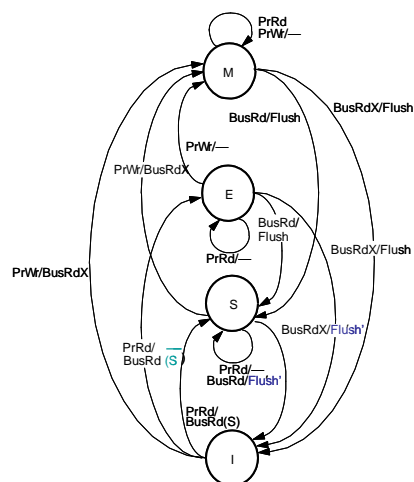 PrRd
PrWr/—
M
BusRd/Flush
BusRdX/Flush
PrWr/—
PrWr/BusRdX
E
BusRd/
Flush
BusRdX/Flush
PrRd/—
PrWr/BusRdX
S
BusRdX/Flush'
PrRd/
BusRd(S̅)
PrRd/—
BusRd/Flush'
PrRd/
BusRd(S)
I